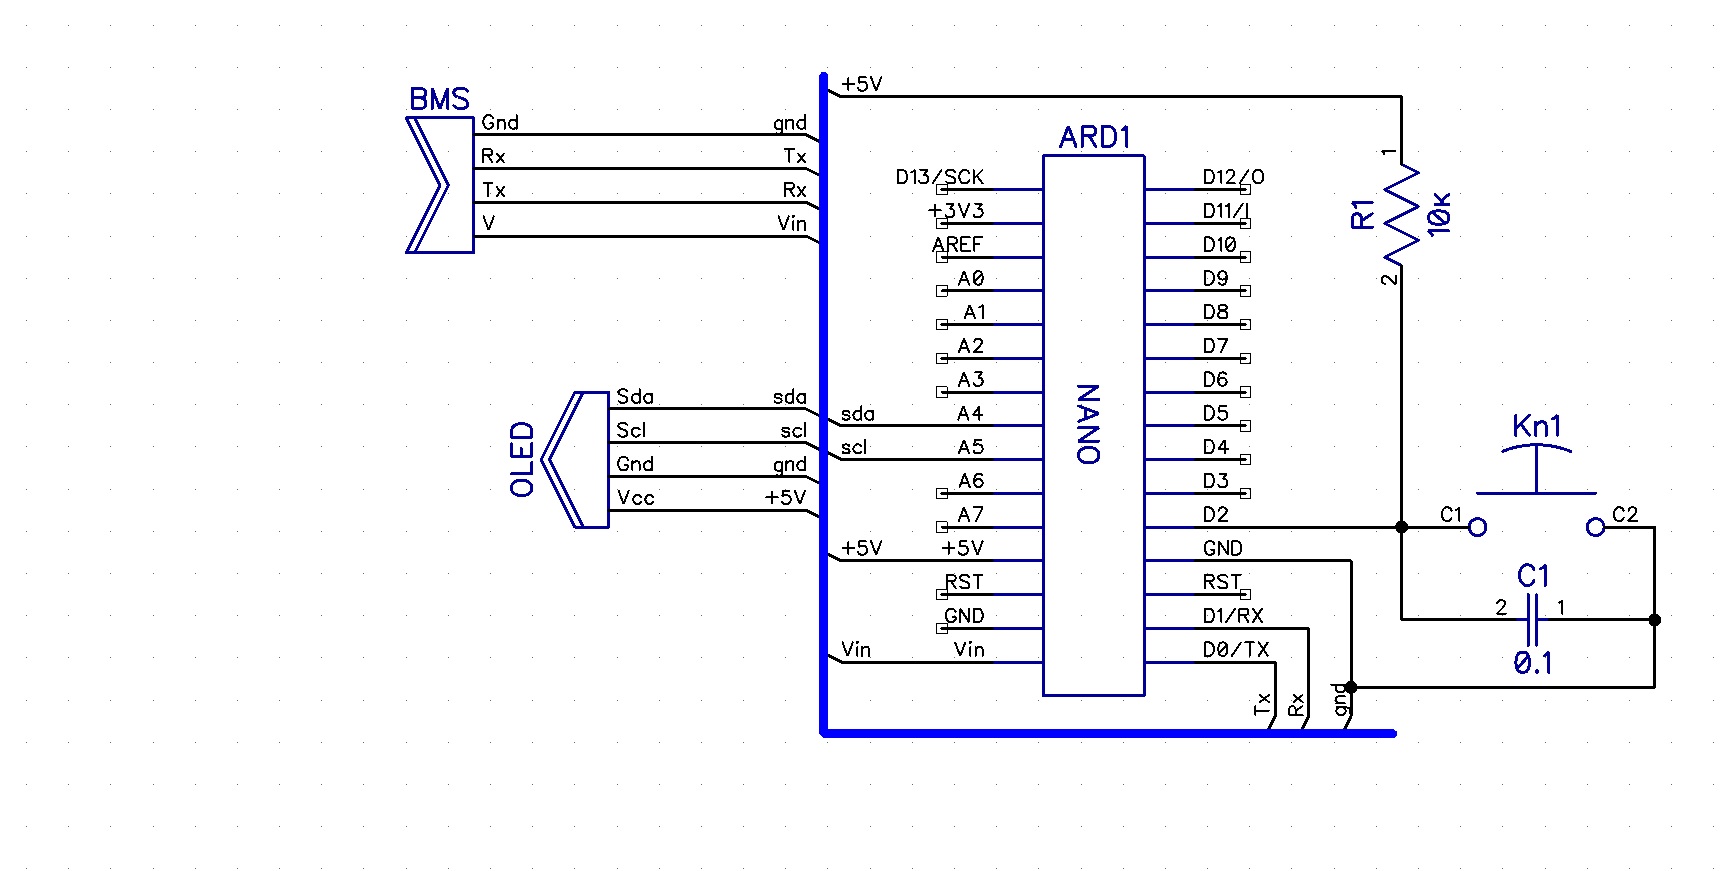 +5V
BMS
Gnd gnd
Rx Tx
Tx Rx
V Vin
ARD1
NANO
D13/SCK D12/O
+3V3 D11/I
AREF D10
A0 D9
A1 D8
A2 D7
A3 D6
sda A4 D5
scl A5 D4
A6 D3
A7 D2
+5V +5V GND
RST RST
GND D1/RX
Vin Vin D0/TX
OLED
Sda sda
Scl scl
Gnd gnd
Vcc +5V
1
R1
10к
2
Kn1
C1 C2
C1
2 1
0.1
Tx
Rx
gnd